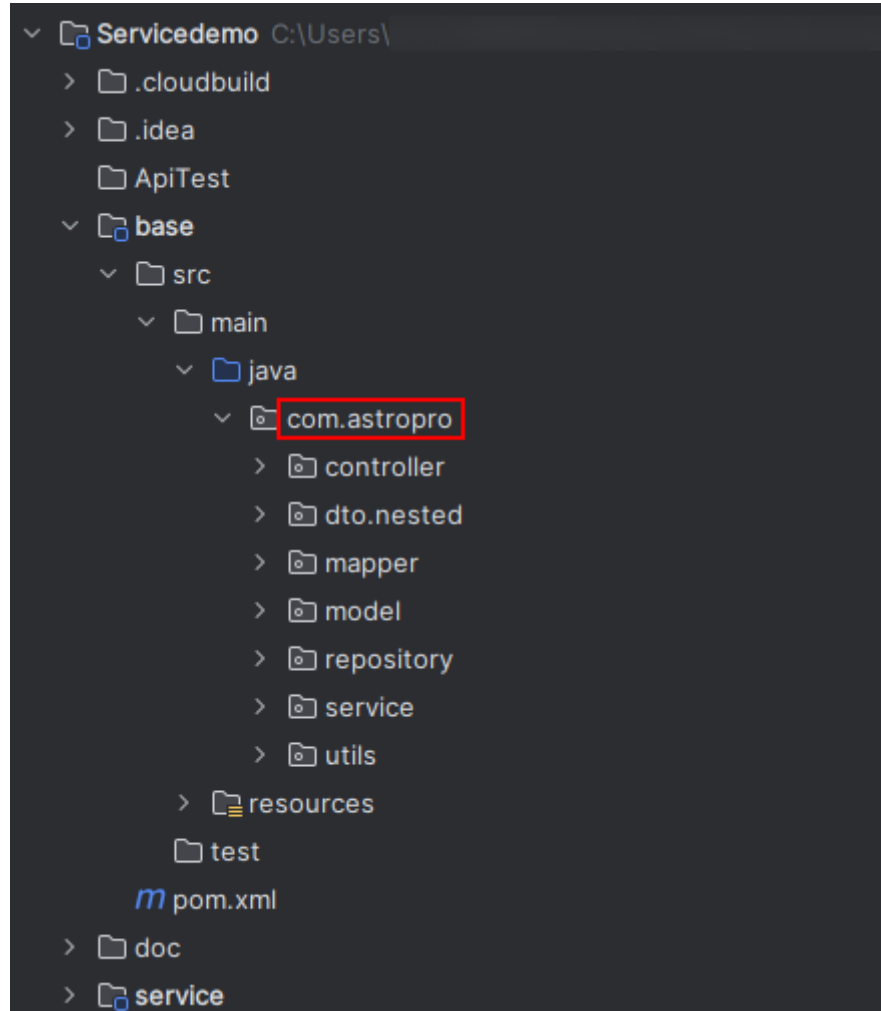 Servicedemo C:\Users\
.cloudbuild
.idea
ApiTest
base
src
main
java
com.astropro
controller
dto.nested
mapper
model
repository
service
utils
resources
test
m pom.xml
doc
service